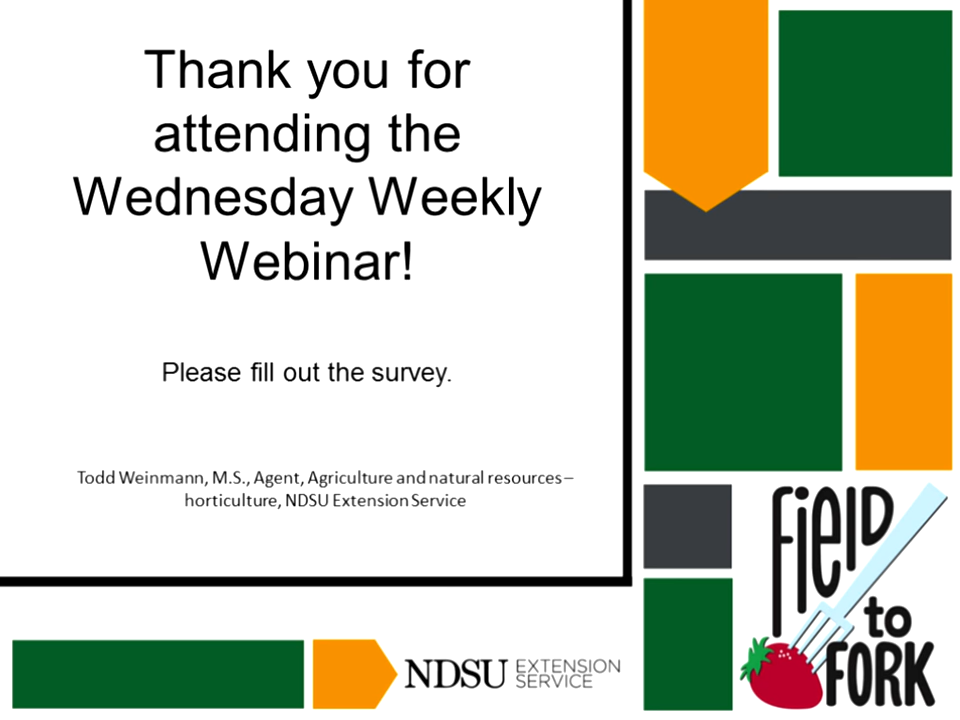 Thank you for
attending the
Wednesday Weekly
Webinar!
Please fill out the survey.
Todd Weinmann, M.S., Agent, Agriculture and natural resources –
horticulture, NDSU Extension Service
NDSU EXTENSION
SERVICE
FiELD
to
FORK